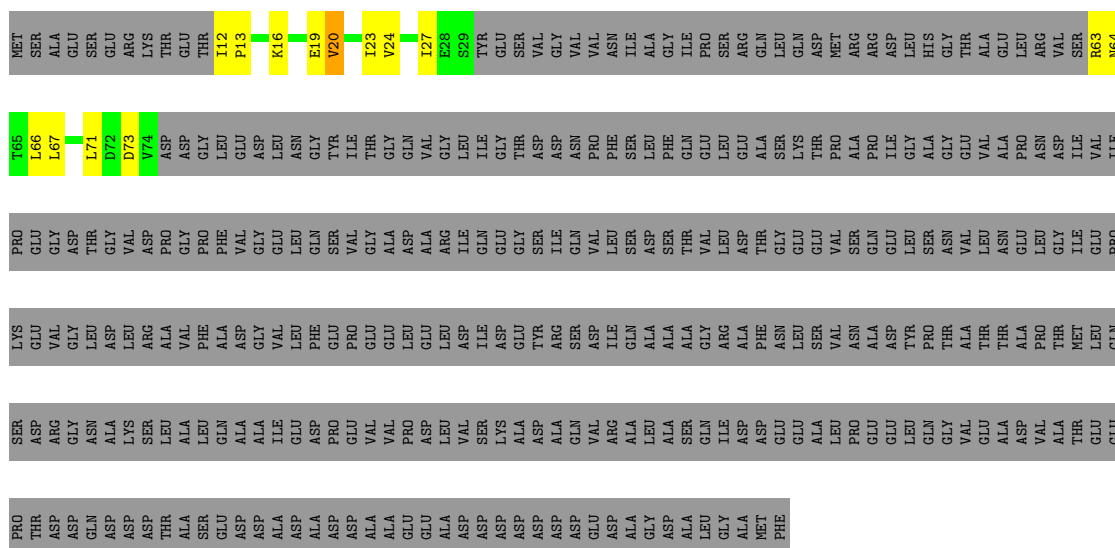 MET SER ALA GLU SER GLU ARG LYS THR GLU THR I12 P13 K16 E19 V20 I23 V24 I27 E28 S29 TYR GLU SER VAL GLY VAL VAL ASN ILE ALA GLY ILE PRO SER ARG GLN LEU GLN ASP MET ARG ARG ASP LEU HIS GLY THR ALA GLU LEU ARG VAL SER R63 N64
T65 L66 L67 L71 D72 D73 V74 ASP ASP GLY LEU GLU ASP LEU ASN GLY TYR ILE THR GLY GLN VAL GLY LEU ILE GLY THR ASP ASP ASN PRO PHE SER LEU PHE GLN GLU LEU GLU ALA SER LYS THR PRO ALA PRO ILE GLY ALA GLY GLU VAL ALA PRO ASN ASP ILE VAL ILE
PRO GLU GLY ASP THR GLY VAL ASP PRO GLY PRO PHE VAL GLY GLU LEU GLN SER VAL GLY ALA ASP ALA ARG ILE GLN GLU GLY SER ILE GLN VAL LEU SER ASP SER THR VAL LEU ASP THR GLY GLU GLU VAL SER GLN GLU LEU SER ASN VAL LEU ASN GLU LEU GLY ILE GLU PRO
LYS GLU VAL GLY LEU ASP LEU ARG ALA VAL PHE ALA ASP GLY VAL LEU PHE GLU PRO GLU GLU LEU GLU LEU ASP ILE ASP GLU TYR ARG SER ASP ILE GLN ALA ALA ALA GLY ARG ALA PHE ASN LEU SER VAL ASN ALA ASP TYR PRO THR ALA THR THR ALA PRO THR MET LEU GLN
SER ASP ARG GLY ASN ALA LYS SER LEU ALA LEU GLN ALA ALA ILE GLU ASP PRO GLU VAL VAL PRO ASP LEU VAL SER LYS ALA ASP ALA GLN VAL ARG ALA LEU ALA SER GLN ILE ASP ASP GLU GLU ALA LEU PRO GLU GLU LEU GLN GLY VAL GLU ALA ASP VAL ALA THR GLU GLU
PRO THR ASP ASP GLN ASP ASP ASP THR ALA SER GLU ASP ASP ALA ASP ASP ALA ASP ASP ALA ALA GLU GLU ALA ASP ASP ASP ASP ASP ASP ASP ASP GLU ASP ALA GLY ASP ALA LEU GLY ALA MET PHE